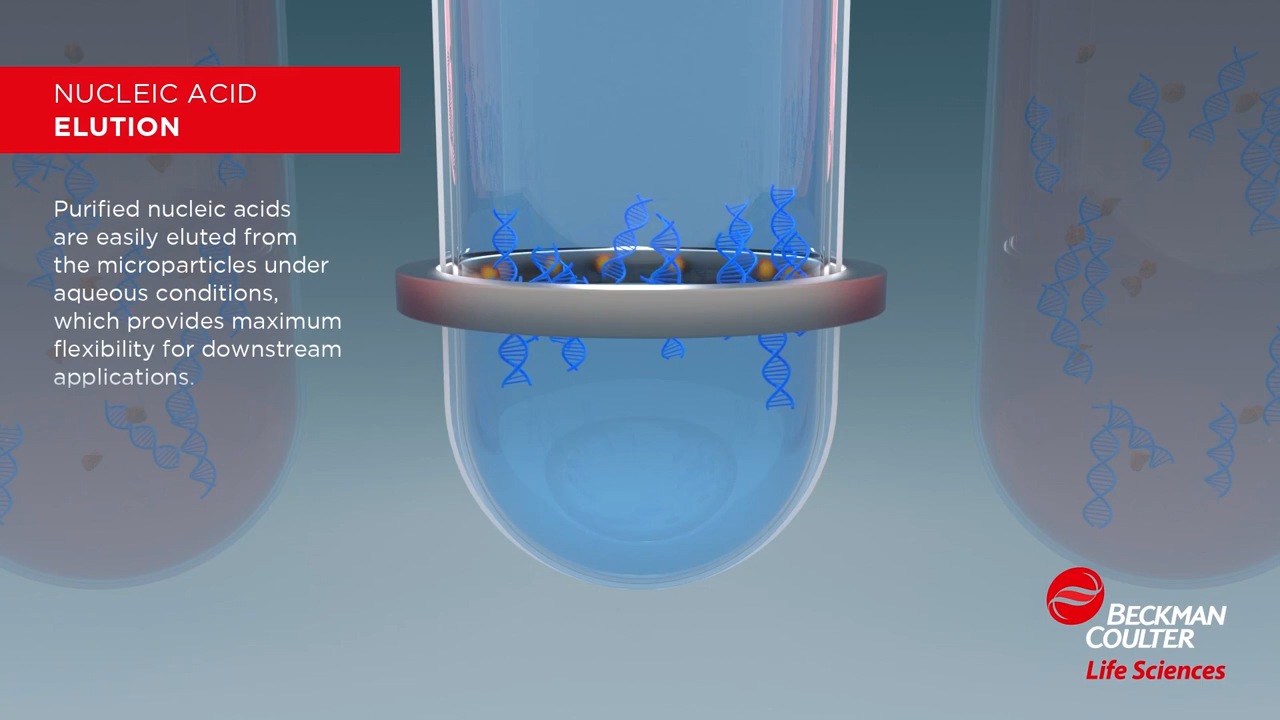 NUCLEIC ACID
ELUTION
Purified nucleic acids
are easily eluted from
the microparticles under
aqueous conditions,
which provides maximum
flexibility for downstream
applications.
BECKMAN
COULTER
Life Sciences